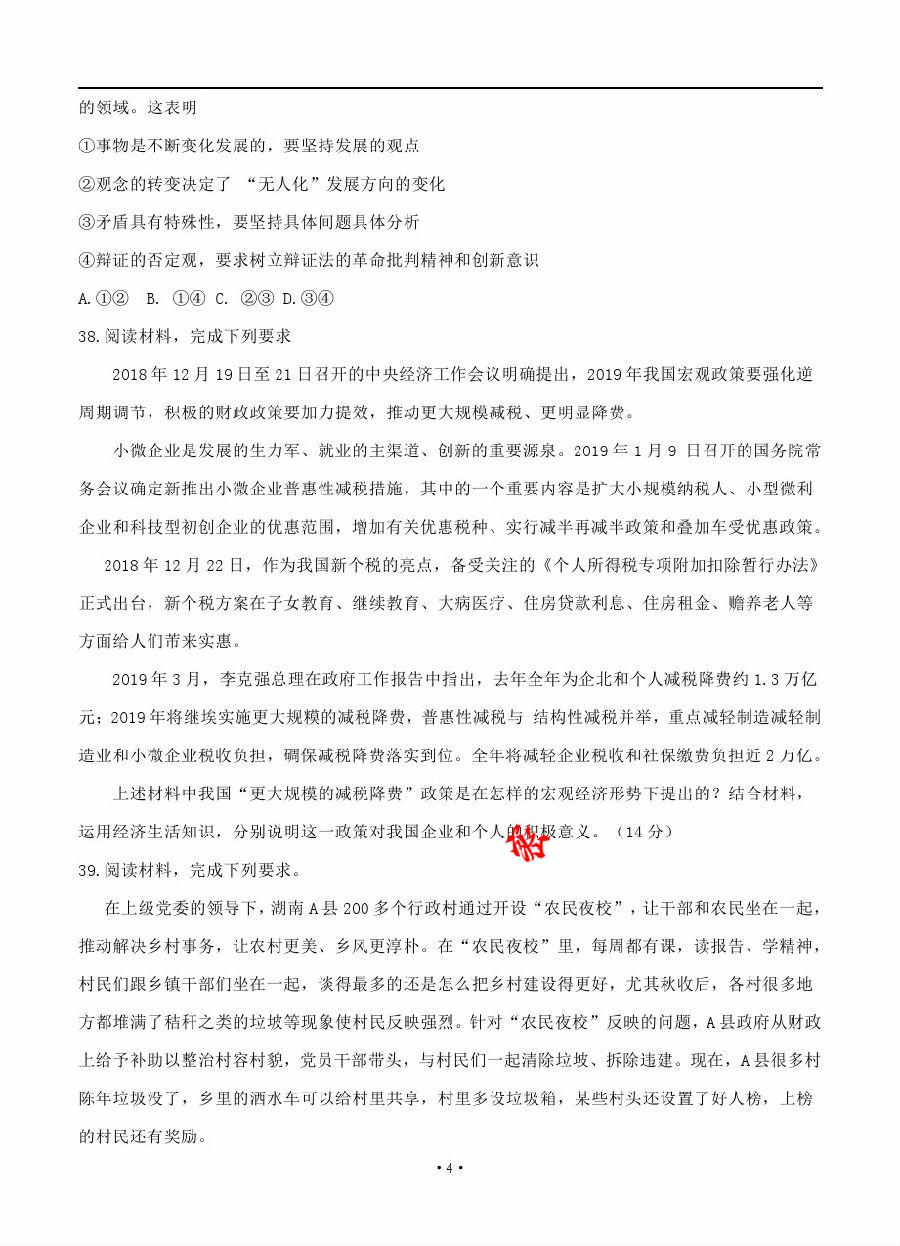 的领域。这表明
①事物是不断变化发展的，要坚持发展的观点
②观念的转变决定了 “无人化”发展方向的变化
③矛盾具有特殊性，要坚持具体间题具体分析
④辩证的否定观，要求树立辩证法的革命批判精神和创新意识
A.①② B. ①④ C. ②③ D.③④
38.阅读材料，完成下列要求
2018年12月19日至21日召开的中央经济工作会议明确提出，2019年我国宏观政策要强化逆
周期调节，积极的财政政策要加力提效，推动更大规模减税、更明显降费。
小微企业是发展的生力军、就业的主渠道、创新的重要源泉。2019年1月9 日召开的国务院常
务会议确定新推出小微企业普惠性减税措施，其中的一个重要内容是扩大小规模纳税人、小型微利
企业和科技型初创企业的优惠范围，增加有关优惠税种、实行减半再减半政策和叠加车受优惠政策。
2018年12月22日，作为我国新个税的亮点，备受关注的《个人所得税专项附加扣除暂行办法》
正式出台，新个税方案在子女教育、继续教育、大病医疗、住房贷款利息、住房租金、赡养老人等
方面给人们芾来实惠。
2019年3月，李克强总理在政府工作报告中指出，去年全年为企北和个人减税降费约1.3万亿
元；2019年将继埃实施更大规糢的减税降费，普惠性减税与 结构性减税并举，重点减轻制造减轻制
造业和小微企业税收负担，碉保减税降费落实到位。全年将减轻企业税收和社保缴费负担近2万亿。
上述材料中我国“更大规模的减税降费”政策是在怎样的宏观经济形势下提出的？结合材料，
运用经济生活知识，分别说明这一政策对我国企业和个人的积极意义。（14分）
39.阅读材料，完成下列要求。
在上级党委的领导下，湖南A县200多个行政村通过开设“农民夜校”，让干部和农民坐在一起，
推动解决乡村事务，让农村更美、乡风更淳朴。在“农民夜校”里，每周都有课，读报告、学精神，
村民们跟乡镇干部们坐在一起，谈得最多的还是怎么把乡村建设得更好，尤其秋收后，各村很多地
方都堆满了秸秆之类的垃圾等现象使村民反映强烈。针对“农民夜校”反映的问题，A县政府从财政
上给予补助以整治村容村貌，党员干部带头，与村民们一起清除垃圾、拆除违建。现在，A县很多村
陈年垃圾没了，乡里的洒水车可以给村里共享，村里多设垃圾箱，某些村头还设置了好人榜，上榜
的村民还有奖励。
·4·